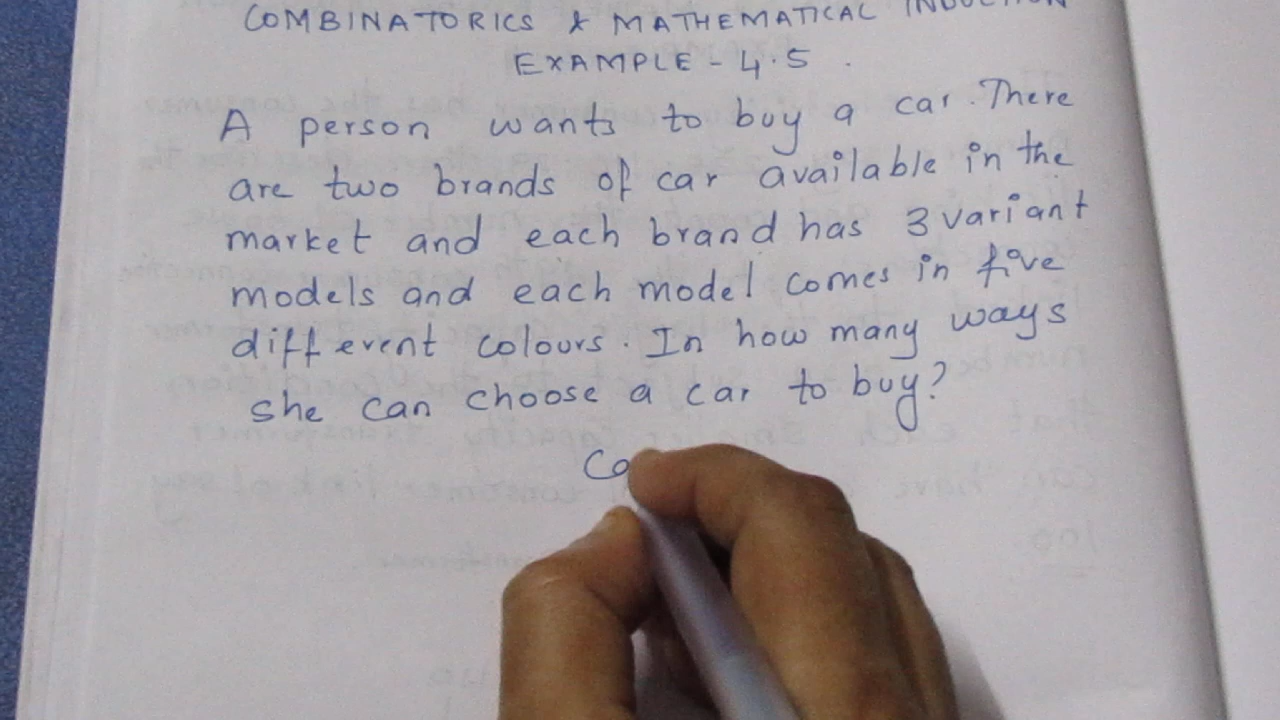 COMBINATORICS & MATHEMATICAL INDUCTION
EXAMPLE - 4.5 .
A person wants to buy a car. There
are two brands of car available in the
market and each brand has 3 variant
models and each model comes in five
different colours. In how many ways
she can choose a car to buy?
Ca